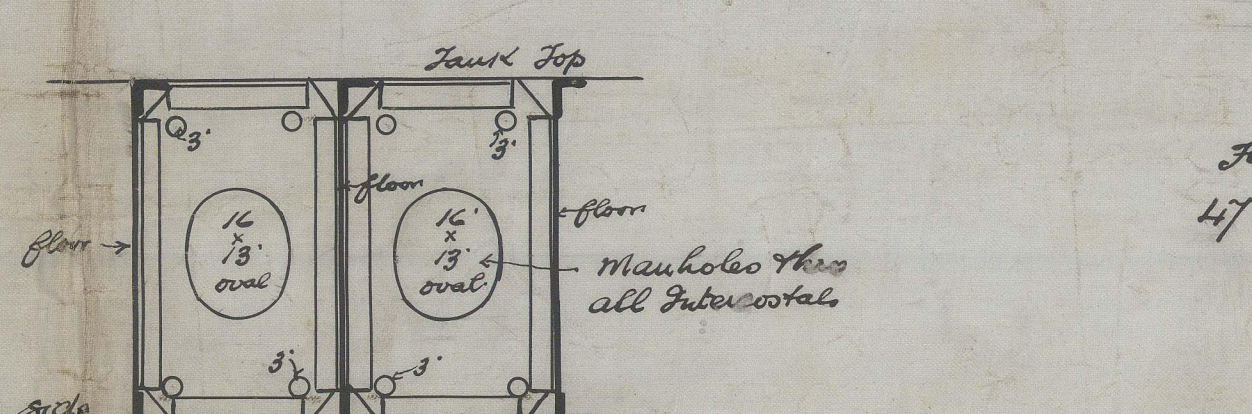 Tank Top
3"
3"
floor
floor
floor
16
x
13"
oval
16"
x
13"
oval
Manholes thro
all Intercostals
47
3"
3"
Side